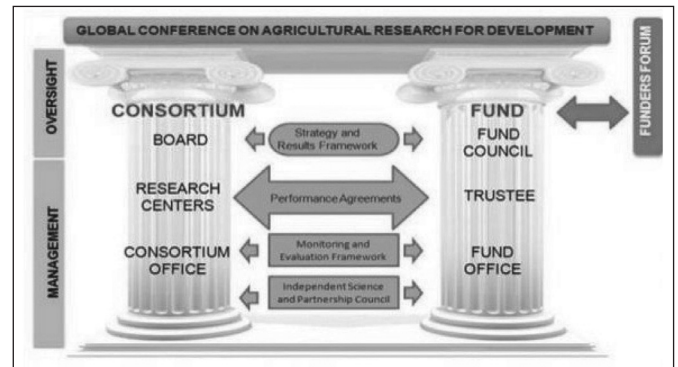 GLOBAL CONFERENCE ON AGRICULTURAL RESEARCH FOR DEVELOPMENT
OVERSIGHT
MANAGEMENT
CONSORTIUM
BOARD
RESEARCH
CENTERS
CONSORTIUM
OFFICE
Strategy and
Results Framework
Performance Agreements
Monitoring and
Evaluation Framework
Independent Science
and Partnership Council
FUND
FUND
COUNCIL
TRUSTEE
FUND
OFFICE
FUNDERS FORUM